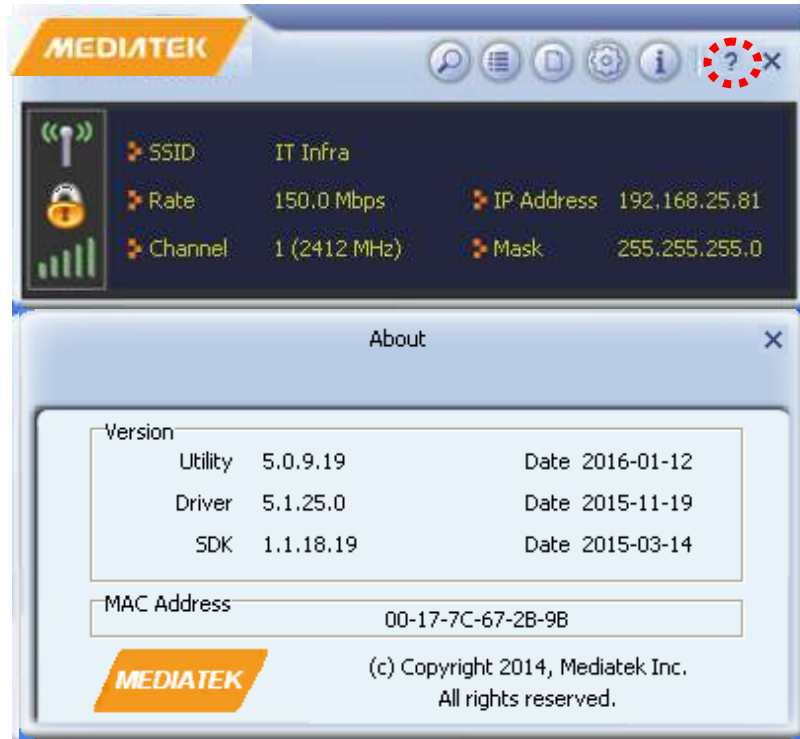 MEDIATEK
i ? ×
SSID IT Infra
Rate 150.0 Mbps IP Address 192.168.25.81
Channel 1 (2412 MHz) Mask 255.255.255.0
About ×
Version
Utility 5.0.9.19 Date 2016-01-12
Driver 5.1.25.0 Date 2015-11-19
SDK 1.1.18.19 Date 2015-03-14
MAC Address
00-17-7C-67-2B-9B
MEDIATEK
(c) Copyright 2014, Mediatek Inc.
All rights reserved.